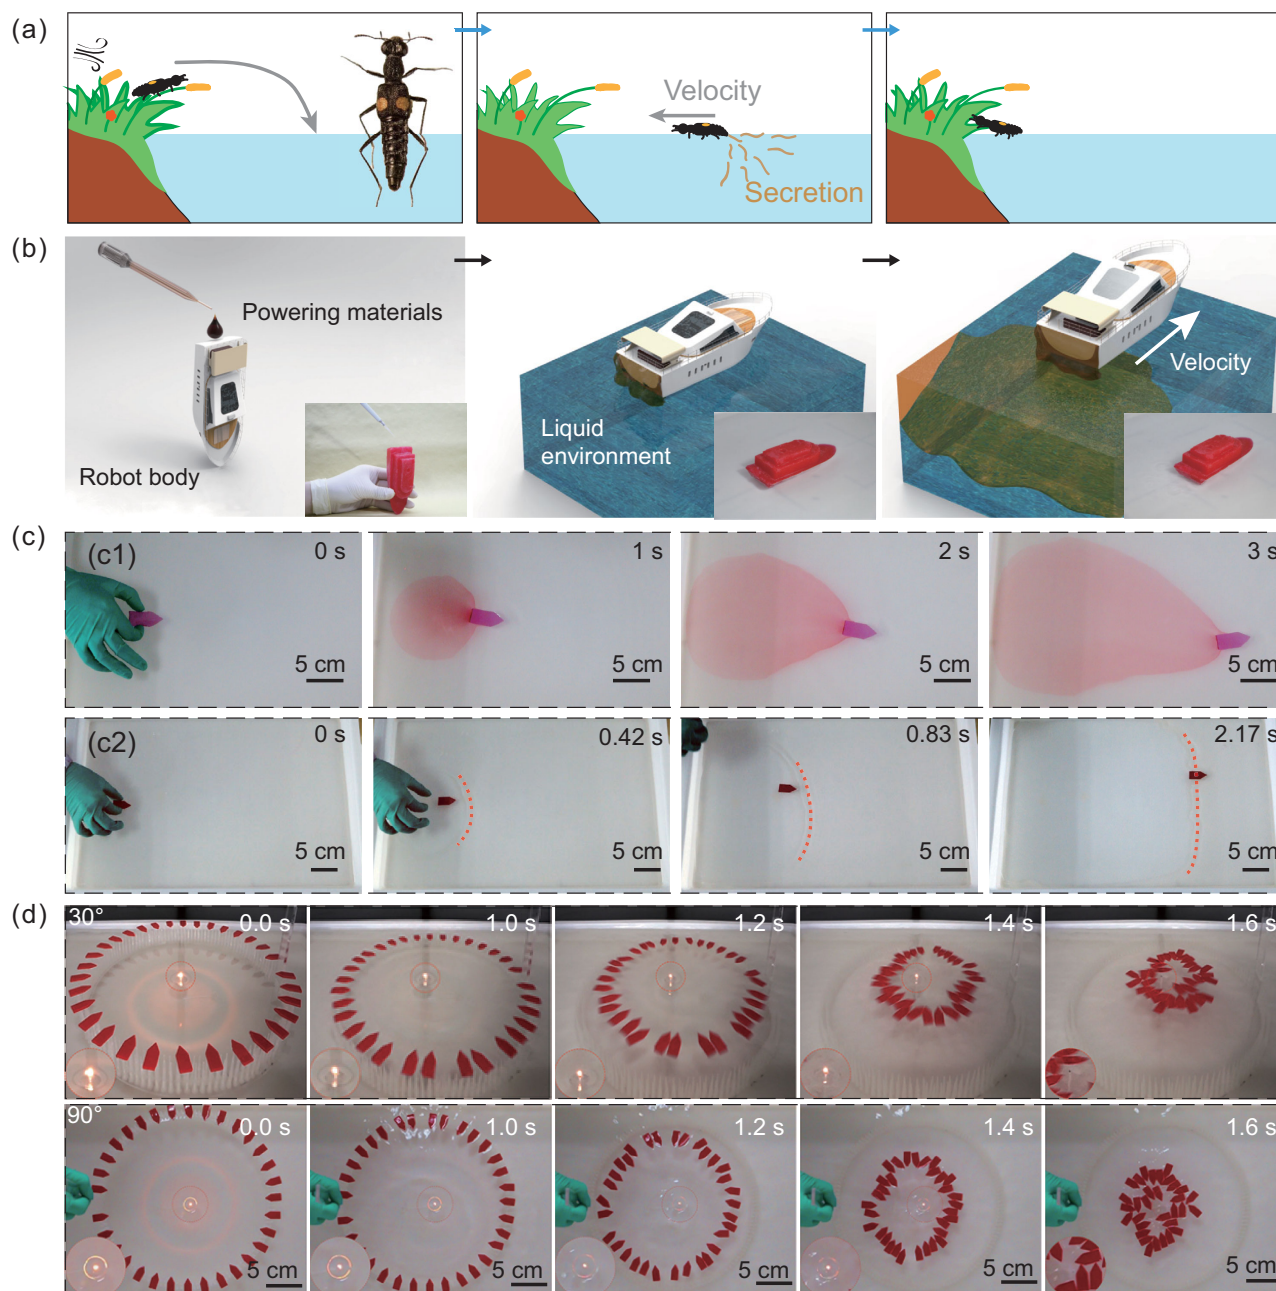 (a)
Velocity
Secretion
(b)
Powering materials
Robot body
Liquid
environment
Velocity
(c)
(c1)
0 s
1 s
2 s
3 s
5 cm
5 cm
5 cm
5 cm
(c2)
0 s
0.42 s
0.83 s
2.17 s
5 cm
5 cm
5 cm
5 cm
(d)
30°
0.0 s
1.0 s
1.2 s
1.4 s
1.6 s
90°
0.0 s
1.0 s
1.2 s
1.4 s
1.6 s
5 cm
5 cm
5 cm
5 cm
5 cm